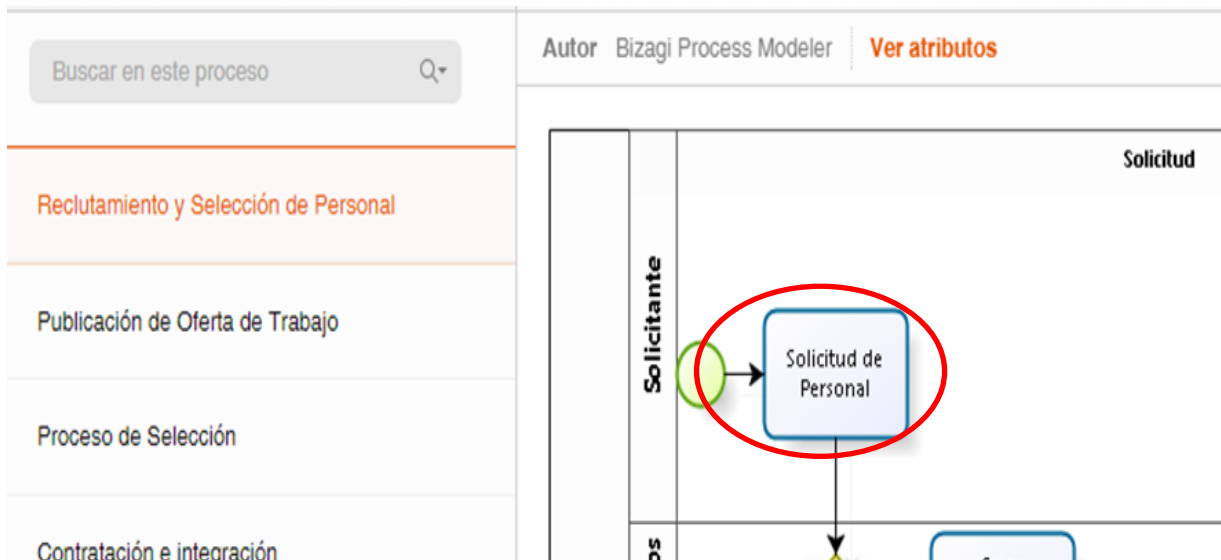 Buscar en este proceso
Autor Bizagi Process Modeler Ver atributos
Reclutamiento y Selección de Personal
Publicación de Oferta de Trabajo
Proceso de Selección
Contratación e integración
Solicitud
Solicitante
Solicitud de
Personal
os